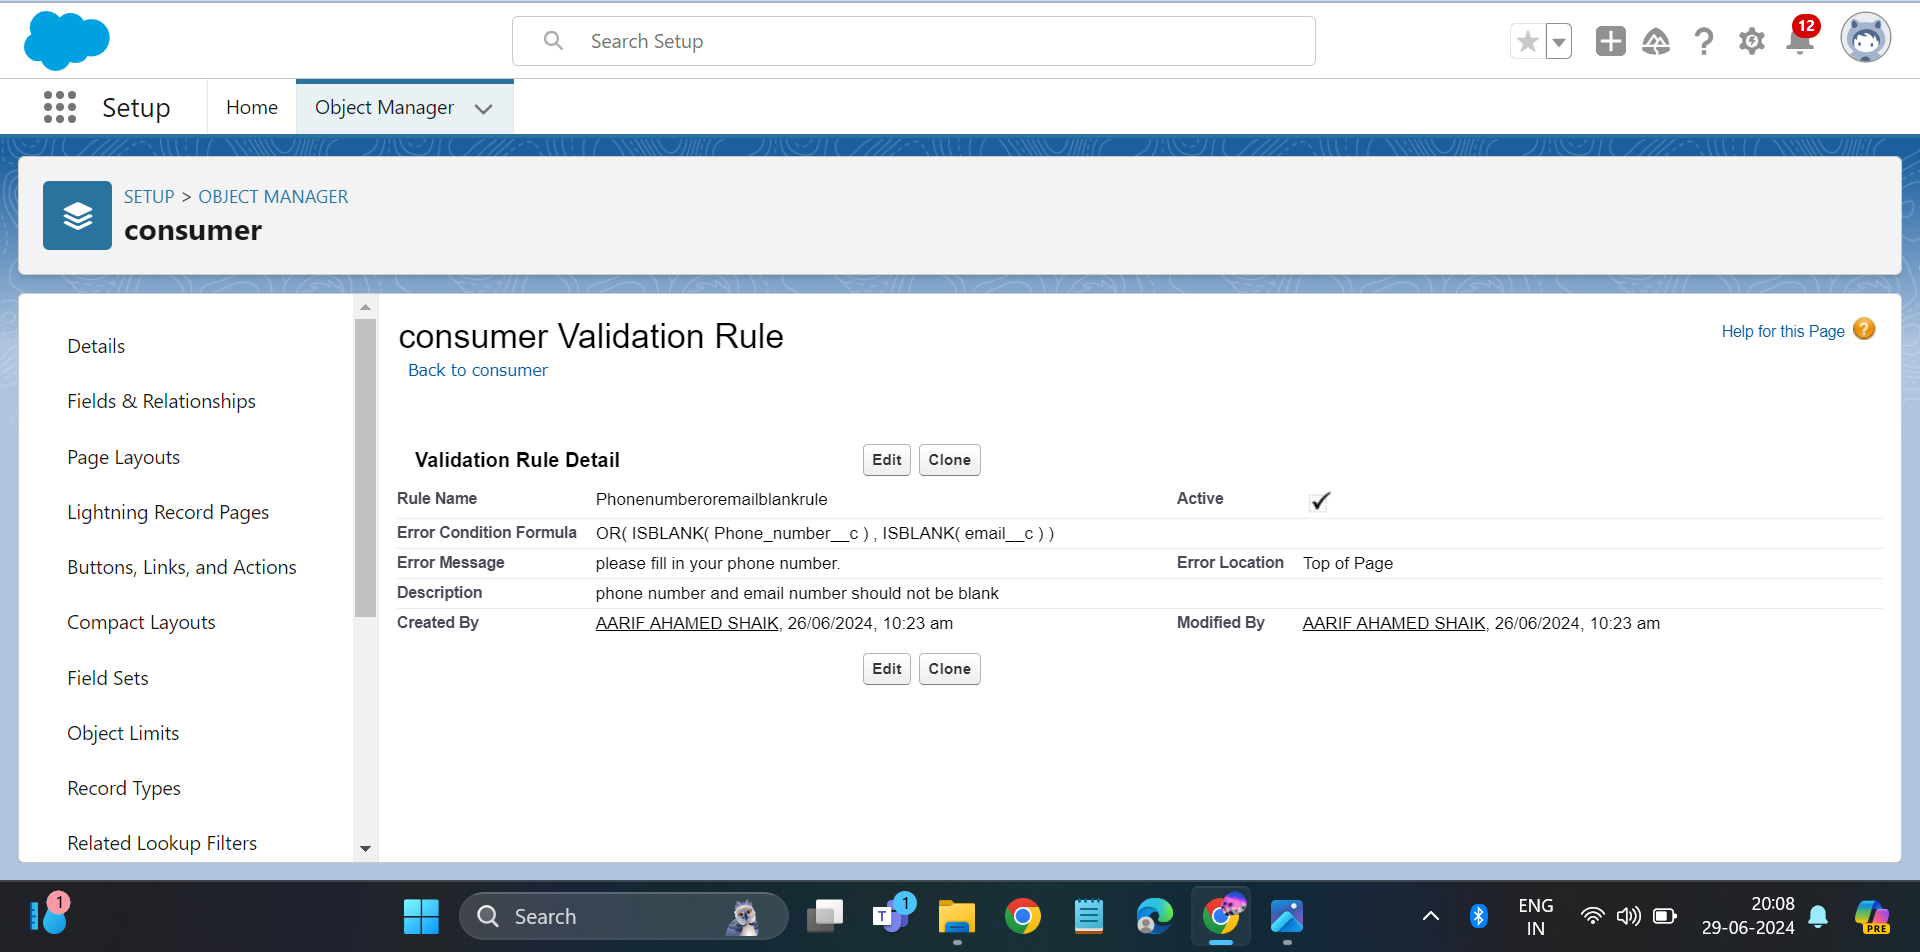 Search Setup
12
Setup
Home
Object Manager
SETUP > OBJECT MANAGER
consumer
Details
Fields & Relationships
Page Layouts
Lightning Record Pages
Buttons, Links, and Actions
Compact Layouts
Field Sets
Object Limits
Record Types
Related Lookup Filters
consumer Validation Rule
Help for this Page
Back to consumer
Validation Rule Detail
Edit Clone
Rule Name Phonenumberoremailblankrule Active
Error Condition Formula OR( ISBLANK( Phone_number__c ) , ISBLANK( email__c ) )
Error Message please fill in your phone number. Error Location Top of Page
Description phone number and email number should not be blank
Created By AARIF AHAMED SHAIK, 26/06/2024, 10:23 am Modified By AARIF AHAMED SHAIK, 26/06/2024, 10:23 am
Edit Clone
1
Search
T 1
ENG
IN
20:08
29-06-2024
PRE